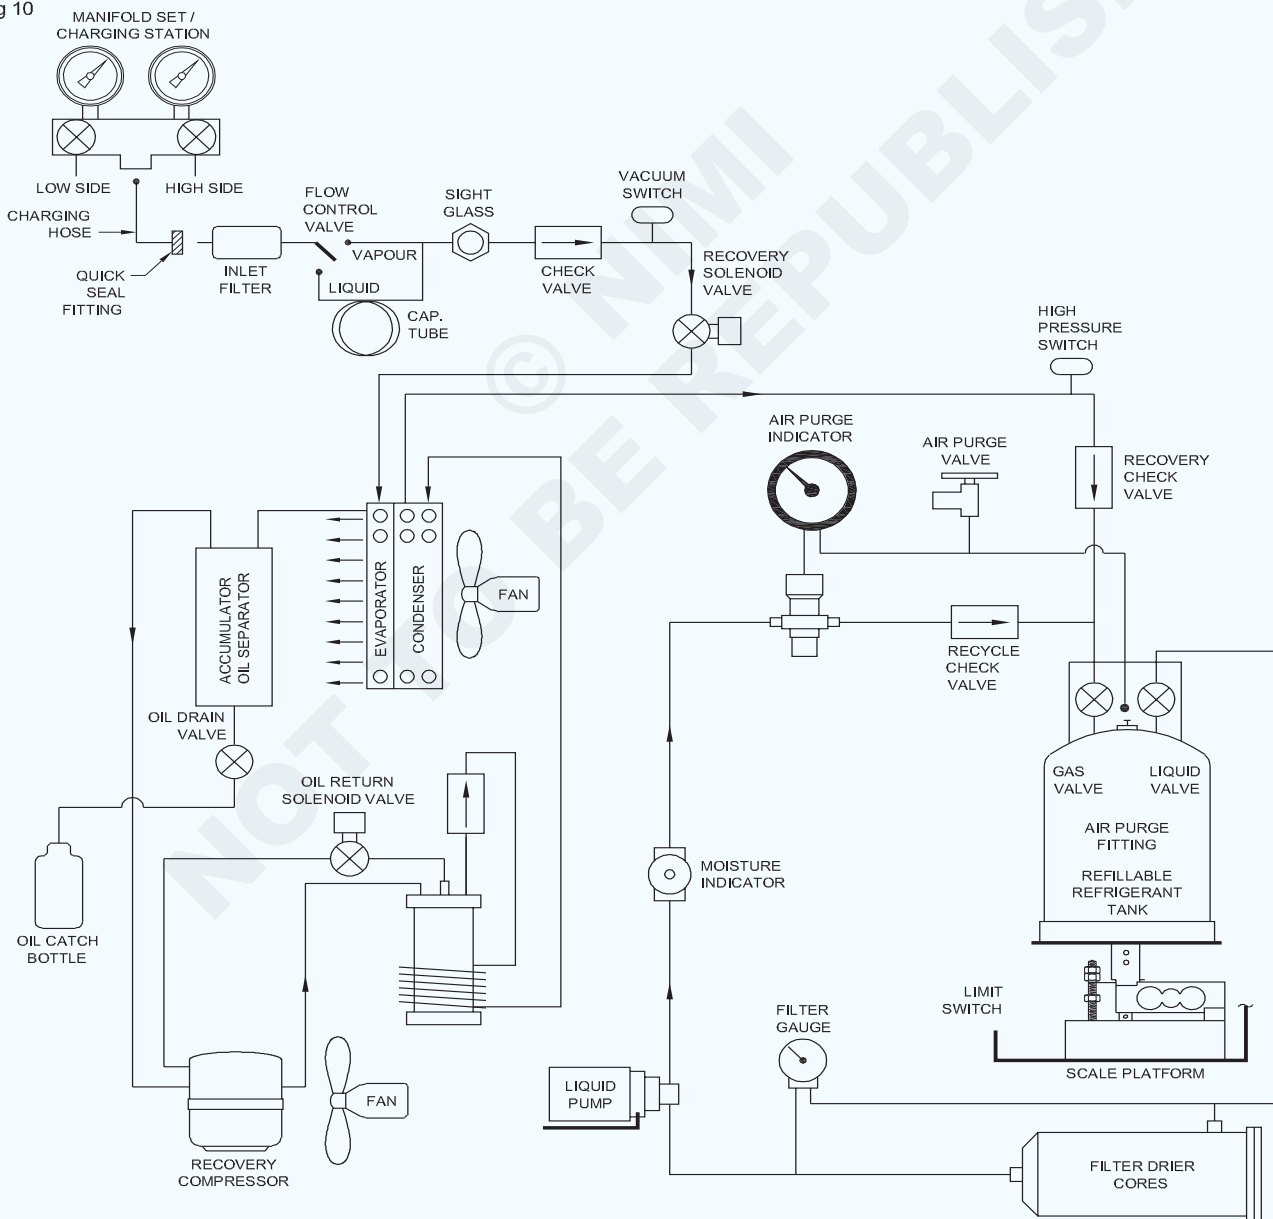 g 10
MANIFOLD SET /
CHARGING STATION
LOW SIDE
HIGH SIDE
CHARGING
HOSE
QUICK
SEAL
FITTING
INLET
FILTER
FLOW
CONTROL
VALVE
VAPOUR
LIQUID
CAP.
TUBE
SIGHT
GLASS
CHECK
VALVE
VACUUM
SWITCH
RECOVERY
SOLENOID
VALVE
HIGH
PRESSURE
SWITCH
AIR PURGE
INDICATOR
AIR PURGE
VALVE
RECOVERY
CHECK
VALVE
ACCUMULATOR
OIL SEPARATOR
EVAPORATOR
CONDENSER
FAN
RECYCLE
CHECK
VALVE
OIL DRAIN
VALVE
OIL RETURN
SOLENOID VALVE
GAS
VALVE
LIQUID
VALVE
AIR PURGE
FITTING
REFILLABLE
REFRIGERANT
TANK
MOISTURE
INDICATOR
OIL CATCH
BOTTLE
LIMIT
SWITCH
FILTER
GAUGE
SCALE PLATFORM
LIQUID
PUMP
FAN
RECOVERY
COMPRESSOR
FILTER DRIER
CORES
© NIMI
NOT TO BE REPUBLIS